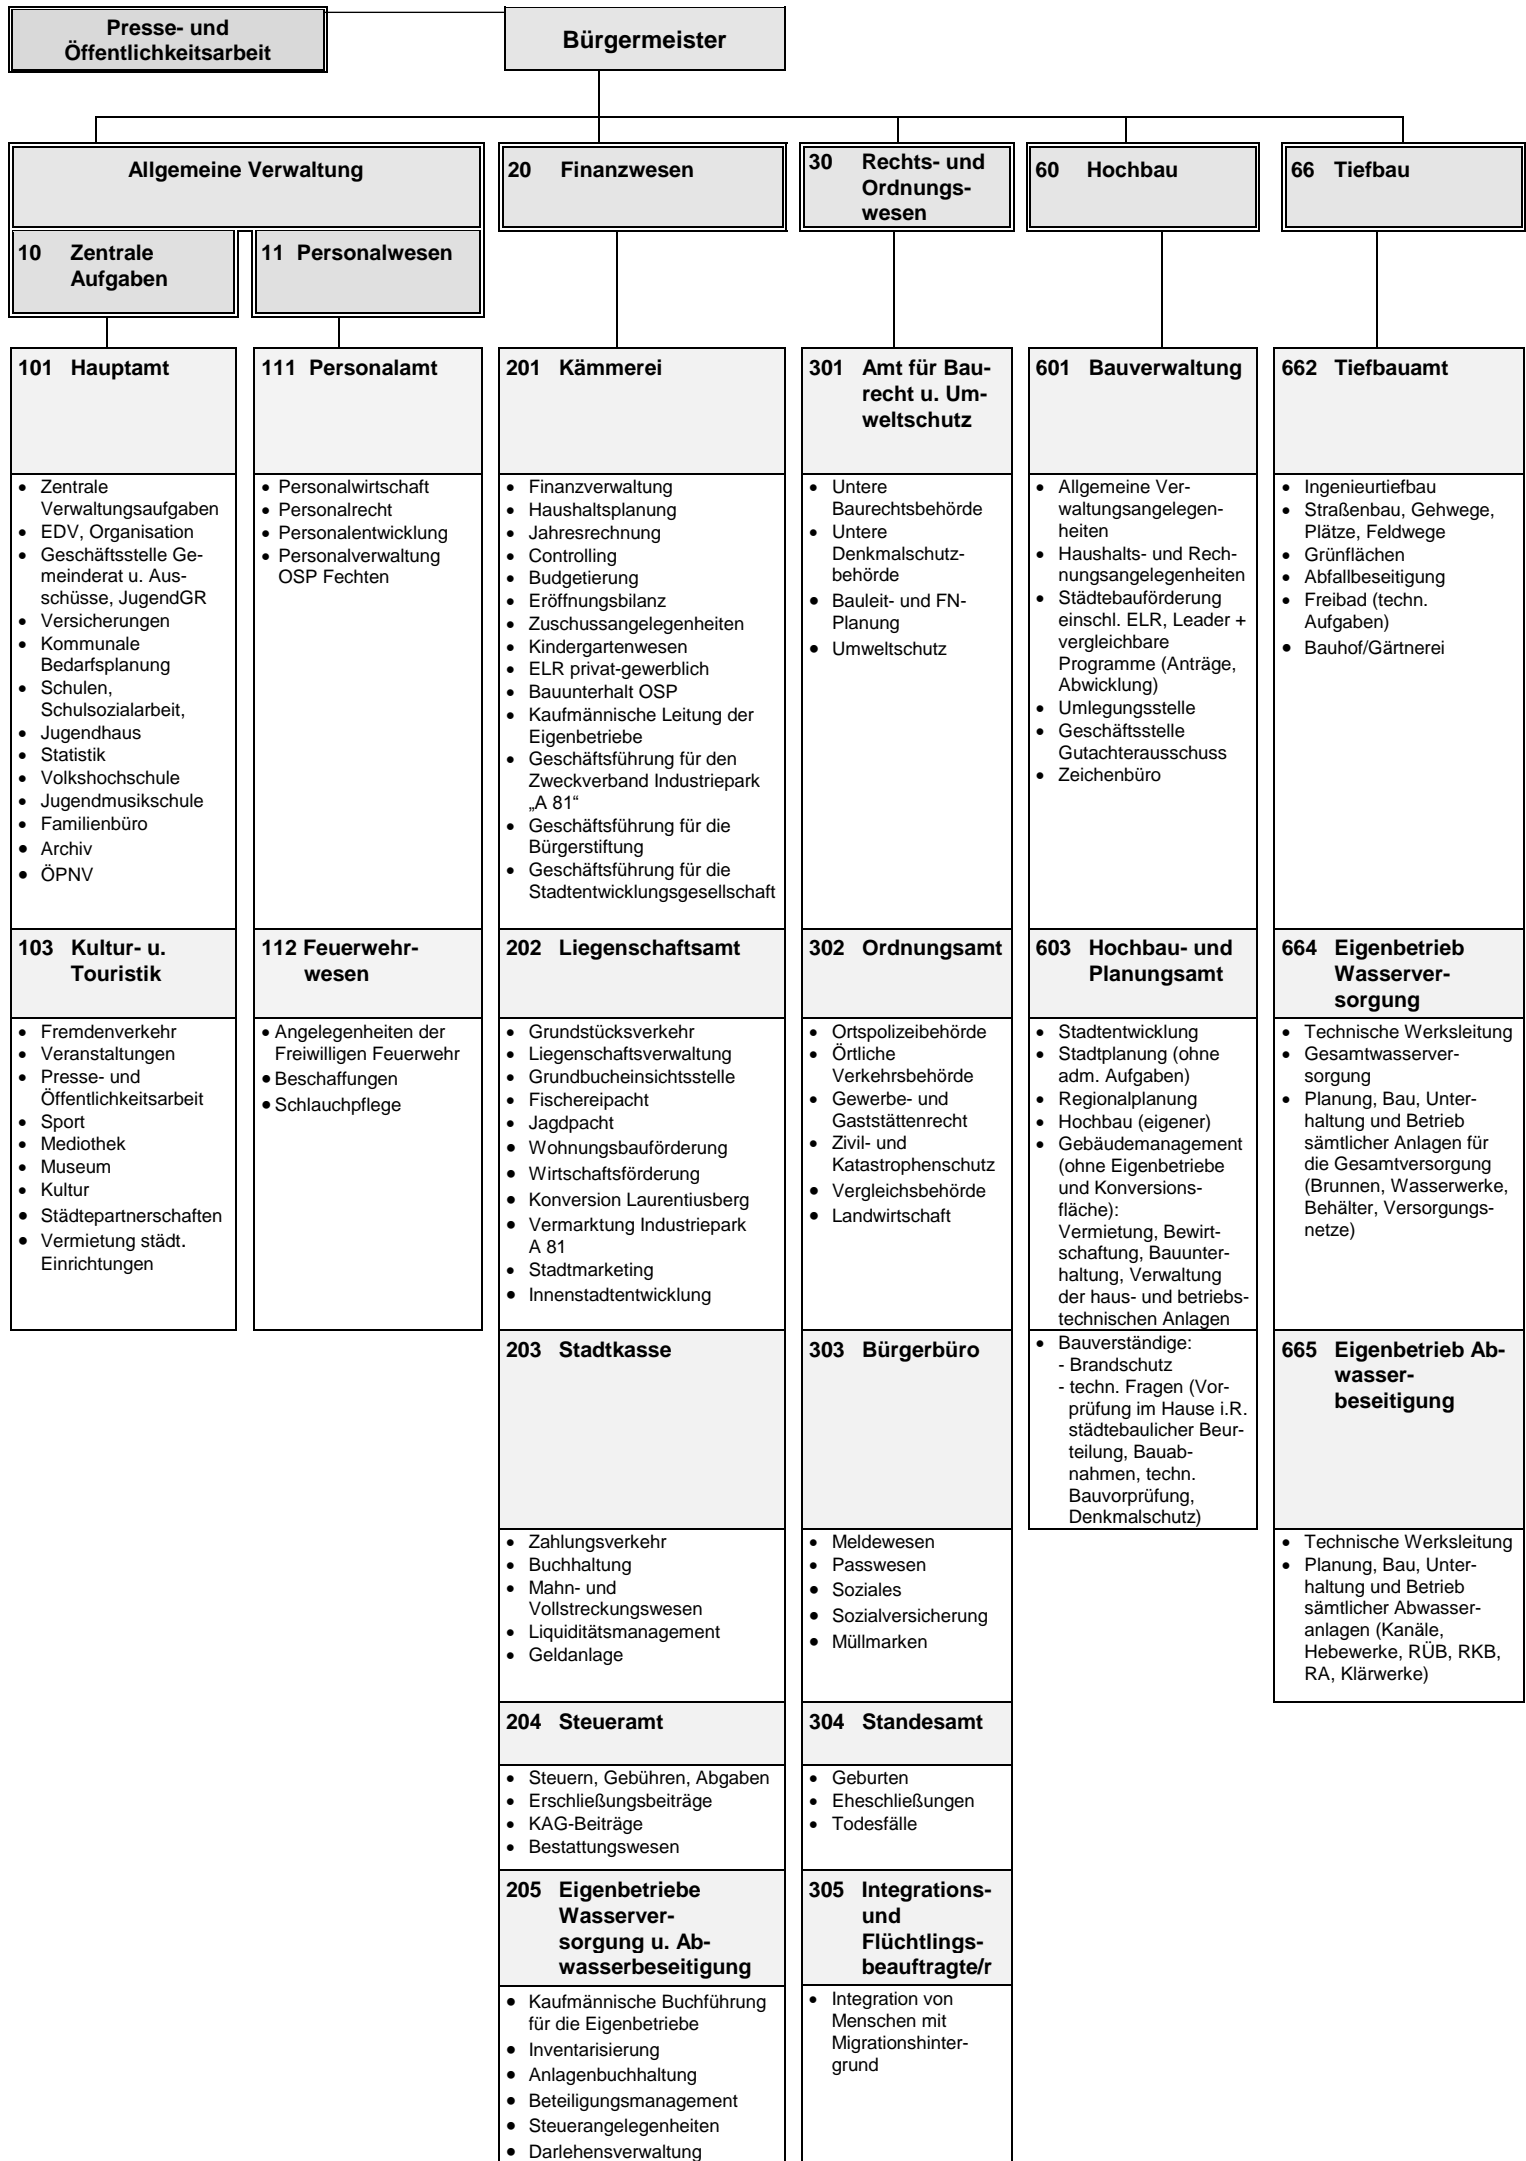 Presse- und
Öffentlichkeitsarbeit
Bürgermeister
Allgemeine Verwaltung
10 Zentrale
Aufgaben
11 Personalwesen
20 Finanzwesen
30 Rechts- und
Ordnungs-
wesen
60 Hochbau
66 Tiefbau
101 Hauptamt
• Zentrale
Verwaltungsaufgaben
• EDV, Organisation
• Geschäftsstelle Ge-
meinderat u. Aus-
schüsse, JugendGR
• Versicherungen
• Kommunale
Bedarfsplanung
• Schulen,
Schulsozialarbeit,
• Jugendhaus
• Statistik
• Volkshochschule
• Jugendmusikschule
• Familienbüro
• Archiv
• ÖPNV
103 Kultur- u.
Touristik
• Fremdenverkehr
• Veranstaltungen
• Presse- und
Öffentlichkeitsarbeit
• Sport
• Mediothek
• Museum
• Kultur
• Städtepartnerschaften
• Vermietung städt.
Einrichtungen
111 Personalamt
• Personalwirtschaft
• Personalrecht
• Personalentwicklung
• Personalverwaltung
OSP Fechten
112 Feuerwehr-
wesen
• Angelegenheiten der
Freiwilligen Feuerwehr
• Beschaffungen
• Schlauchpflege
201 Kämmerei
• Finanzverwaltung
• Haushaltsplanung
• Jahresrechnung
• Controlling
• Budgetierung
• Eröffnungsbilanz
• Zuschussangelegenheiten
• Kindergartenwesen
• ELR privat-gewerblich
• Bauunterhalt OSP
• Kaufmännische Leitung der
Eigenbetriebe
• Geschäftsführung für den
Zweckverband Industriepark
„A 81“
• Geschäftsführung für die
Bürgerstiftung
• Geschäftsführung für die
Stadtentwicklungsgesellschaft
202 Liegenschaftsamt
• Grundstücksverkehr
• Liegenschaftsverwaltung
• Grundbucheinsichtsstelle
• Fischereipacht
• Jagdpacht
• Wohnungsbauförderung
• Wirtschaftsförderung
• Konversion Laurentiusberg
• Vermarktung Industriepark
A 81
• Stadtmarketing
• Innenstadtentwicklung
203 Stadtkasse
• Zahlungsverkehr
• Buchhaltung
• Mahn- und
Vollstreckungswesen
• Liquiditätsmanagement
• Geldanlage
204 Steueramt
• Steuern, Gebühren, Abgaben
• Erschließungsbeiträge
• KAG-Beiträge
• Bestattungswesen
205 Eigenbetriebe
Wasserver-
sorgung u. Ab-
wasserbeseitigung
• Kaufmännische Buchführung
für die Eigenbetriebe
• Inventarisierung
• Anlagenbuchhaltung
• Beteiligungsmanagement
• Steuerangelegenheiten
• Darlehensverwaltung
301 Amt für Bau-
recht u. Um-
weltschutz
• Untere
Baurechtsbehörde
• Untere
Denkmalschutz-
behörde
• Bauleit- und FN-
Planung
• Umweltschutz
302 Ordnungsamt
• Ortspolizeibehörde
• Örtliche
Verkehrsbehörde
• Gewerbe- und
Gaststättenrecht
• Zivil- und
Katastrophenschutz
• Vergleichsbehörde
• Landwirtschaft
303 Bürgerbüro
• Meldewesen
• Passwesen
• Soziales
• Sozialversicherung
• Müllmarken
304 Standesamt
• Geburten
• Eheschließungen
• Todesfälle
305 Integrations-
und
Flüchtlings-
beauftragte/r
• Integration von
Menschen mit
Migrationshinter-
grund
601 Bauverwaltung
• Allgemeine Ver-
waltungsangelegen-
heiten
• Haushalts- und Rech-
nungsangelegenheiten
• Städtebauförderung
einschl. ELR, Leader +
vergleichbare
Programme (Anträge,
Abwicklung)
• Umlegungsstelle
• Geschäftsstelle
Gutachterausschuss
• Zeichenbüro
603 Hochbau- und
Planungsamt
• Stadtentwicklung
• Stadtplanung (ohne
adm. Aufgaben)
• Regionalplanung
• Hochbau (eigener)
• Gebäudemanagement
(ohne Eigenbetriebe
und Konversions-
fläche):
Vermietung, Bewirt-
schaftung, Bauunter-
haltung, Verwaltung
der haus- und betriebs-
technischen Anlagen
• Bauverständige:
- Brandschutz
- techn. Fragen (Vor-
prüfung im Hause i.R.
städtebaulicher Beur-
teilung, Bauab-
nahmen, techn.
Bauvorprüfung,
Denkmalschutz)
662 Tiefbauamt
• Ingenieurtiefbau
• Straßenbau, Gehwege,
Plätze, Feldwege
• Grünflächen
• Abfallbeseitigung
• Freibad (techn.
Aufgaben)
• Bauhof/Gärtnerei
664 Eigenbetrieb
Wasserver-
sorgung
• Technische Werksleitung
• Gesamtwasserver-
sorgung
• Planung, Bau, Unter-
haltung und Betrieb
sämtlicher Anlagen für
die Gesamtversorgung
(Brunnen, Wasserwerke,
Behälter, Versorgungs-
netze)
665 Eigenbetrieb Ab-
wasser-
beseitigung
• Technische Werksleitung
• Planung, Bau, Unter-
haltung und Betrieb
sämtlicher Abwasser-
anlagen (Kanäle,
Hebewerke, RÜB, RKB,
RA, Klärwerke)